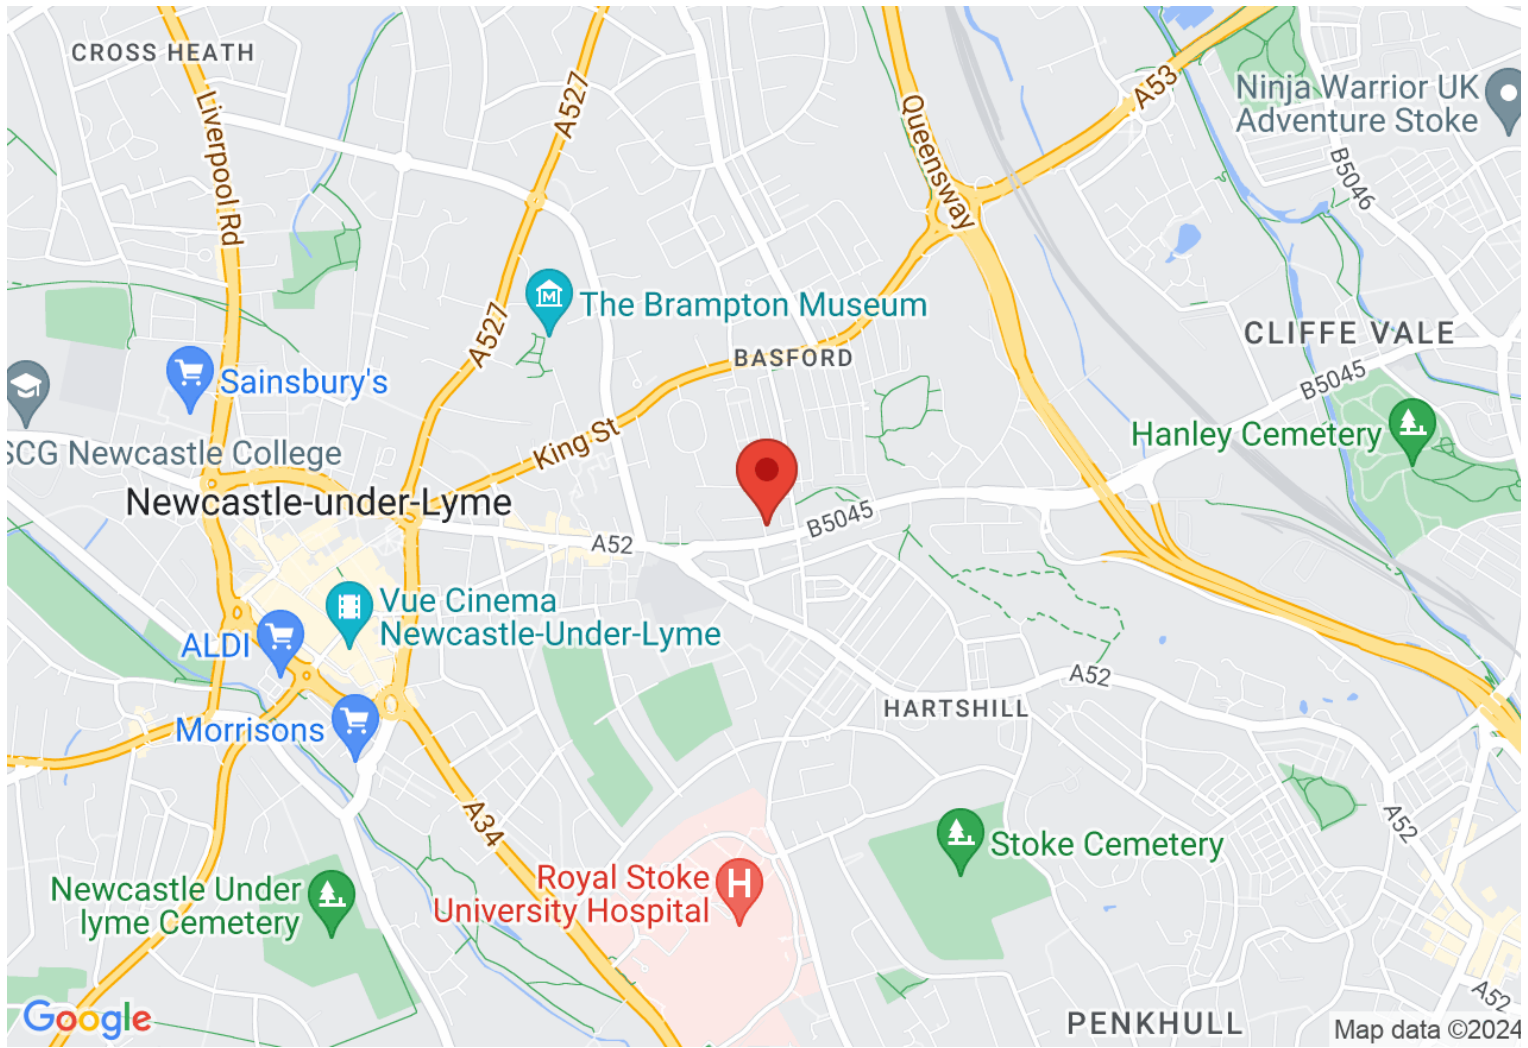 CROSS HEATH
Liverpool Rd
A527
Queensway
A53
Ninja Warrior UK
Adventure Stoke
B5046
The Brampton Museum
A527
BASFORD
CLIFFE VALE
B5045
Sainsbury's
King St
Hanley Cemetery
SCG Newcastle College
Newcastle-under-Lyme
A52
B5045
Vue Cinema
Newcastle-Under-Lyme
ALDI
A52
HARTSHILL
Morrisons
A34
A52
Stoke Cemetery
Royal Stoke
University Hospital
H
Newcastle Under
lyme Cemetery
M
A52
Google
PENKHULL
Map data ©2024